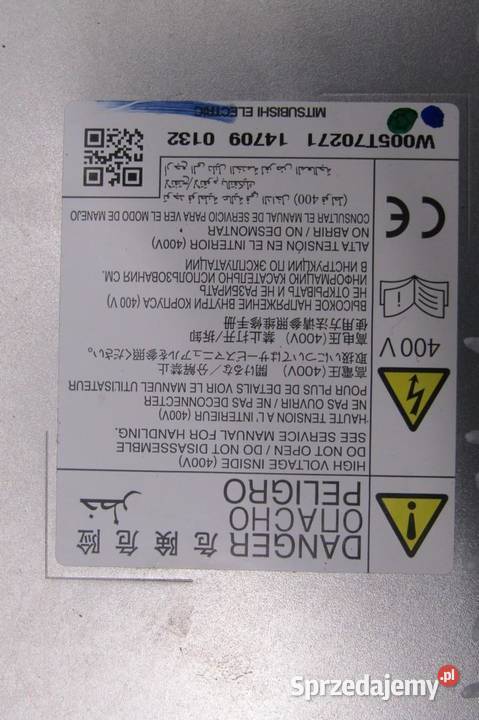 DANGER 危 険 危 险
ОПАСНО
PELIGRO خطر
HIGH VOLTAGE INSIDE (400V)
DO NOT OPEN / DO NOT DISASSEMBLE
SEE SERVICE MANUAL FOR HANDLING.
"HAUTE TENSION A L' INTERIEUR (400V)
NE PAS OUVRIR / NE PAS DECONNECTER
POUR PLUS DE DETAILS VOIR LE MANUEL UTILISATEUR
高電圧 (400V) 開けるな／分解禁止
取扱いについてはサービスマニュアルを参照ください。
高电压 (400V) 禁止 打开/拆卸
使用方法请参照维修手册
ВЫСОКОЕ НАПРЯЖЕНИЕ ВНУТРИ КОРПУСА (400 V)
НЕ ОТКРЫВАТЬ И НЕ РАЗБИРАТЬ
ИНФОРМАЦИЮ КАСАТЕЛЬНО ИСПОЛЬЗОВАНИЯ СМ.
В ИНСТРУКЦИИ ПО ЭКСПЛУАТАЦИИ
ALTA TENSIÓN EN EL INTERIOR (400V)
NO ABRIR / NO DESMONTAR
CONSULTAR EL MANUAL DE SERVICIO PARA VER EL MODO DE MANEJO
400 V
i
CE
W005T70271 14709 0132
MITSUBISHI ELECTRIC
Sprzedajemy.pl